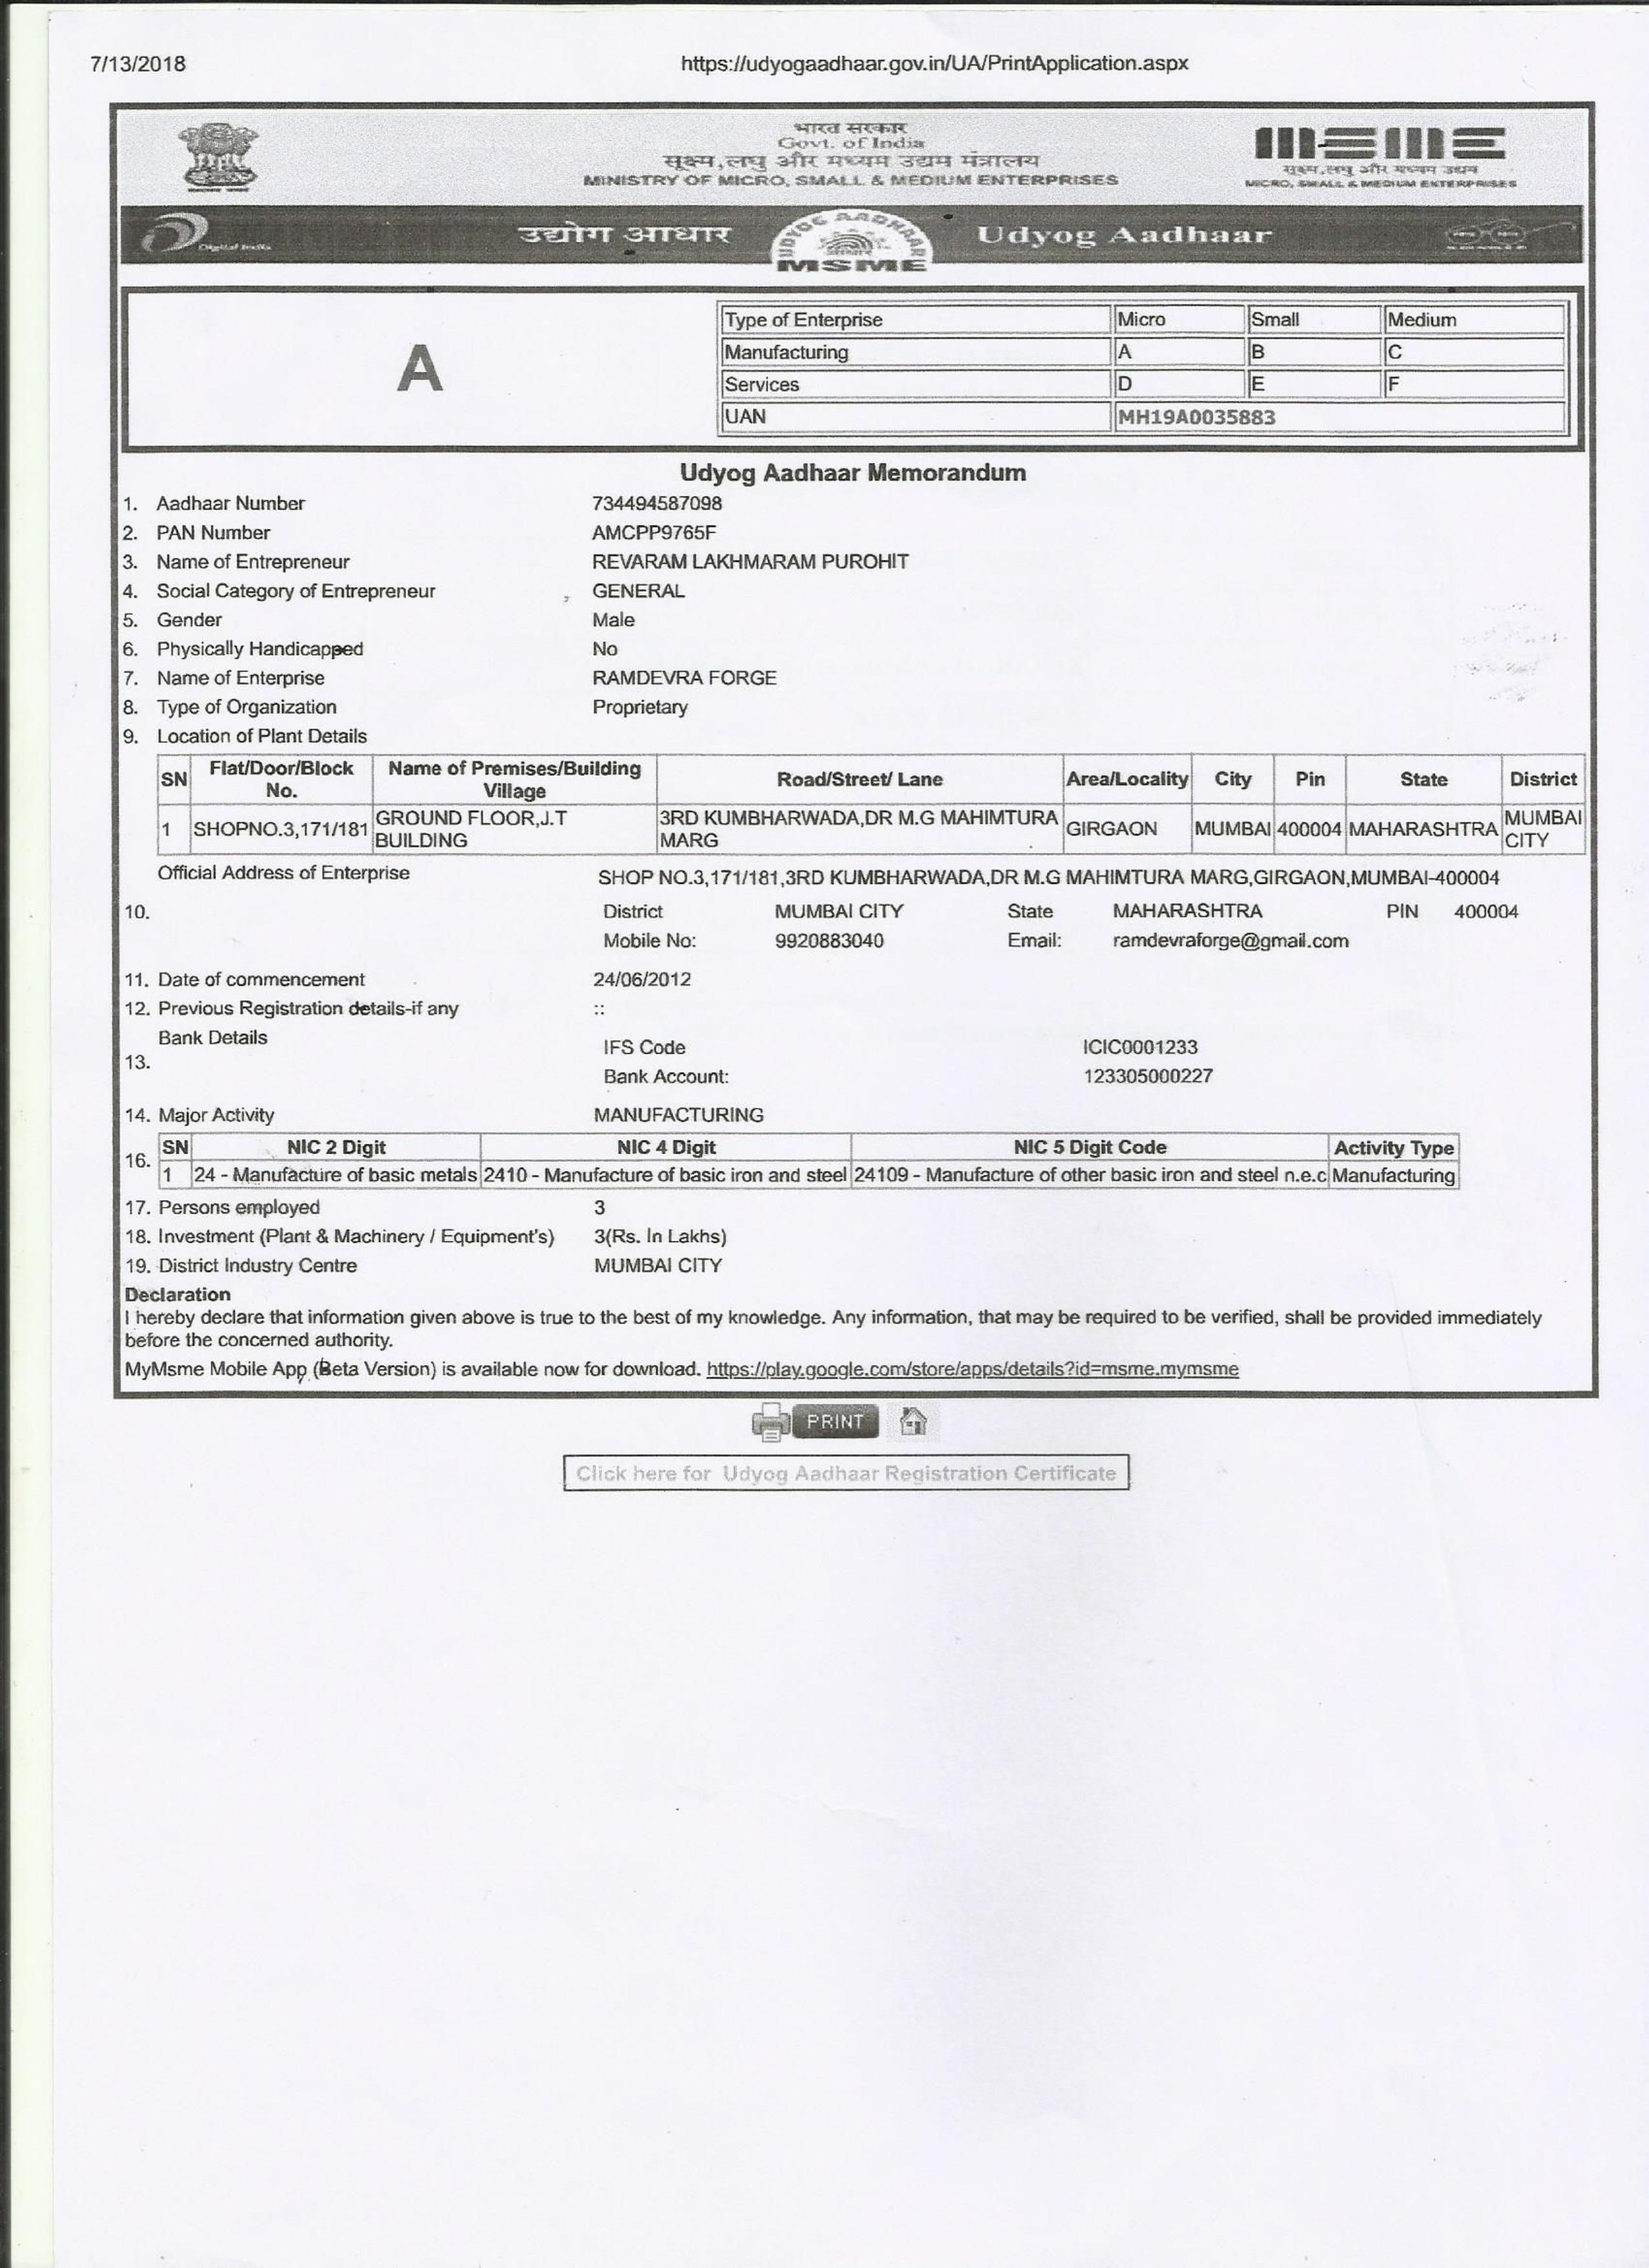 7/13/2018 https://udyogaadhaar.gov.in/UA/PrintApplication.aspx
भारत सरकार
Govt. of India
सूक्ष्म,लघु और मध्यम उद्यम मंत्रालय
MINISTRY OF MICRO, SMALL & MEDIUM ENTERPRISES
MSME
सूक्ष्म,लघु और मध्यम उद्यम
MICRO, SMALL & MEDIUM ENTERPRISES
Digital India उद्योग आधार UDYOG AADHAAR MSME Udyog Aadhaar
A
Type of Enterprise Micro Small Medium
Manufacturing A B C
Services D E F
UAN MH19A0035883
Udyog Aadhaar Memorandum
1. Aadhaar Number 734494587098
2. PAN Number AMCPP9765F
3. Name of Entrepreneur REVARAM LAKHMARAM PUROHIT
4. Social Category of Entrepreneur GENERAL
5. Gender Male
6. Physically Handicapped No
7. Name of Enterprise RAMDEVRA FORGE
8. Type of Organization Proprietary
9. Location of Plant Details
SN Flat/Door/Block No. Name of Premises/Building Village Road/Street/ Lane Area/Locality City Pin State District
1 SHOPNO.3,171/181 GROUND FLOOR,J.T BUILDING 3RD KUMBHARWADA,DR M.G MAHIMTURA MARG GIRGAON MUMBAI 400004 MAHARASHTRA MUMBAI CITY
Official Address of Enterprise SHOP NO.3,171/181,3RD KUMBHARWADA,DR M.G MAHIMTURA MARG,GIRGAON,MUMBAI-400004
10. District MUMBAI CITY State MAHARASHTRA PIN 400004
Mobile No: 9920883040 Email: ramdevraforge@gmail.com
11. Date of commencement 24/06/2012
12. Previous Registration details-if any ::
Bank Details
13. IFS Code ICIC0001233
Bank Account: 123305000227
14. Major Activity MANUFACTURING
SN NIC 2 Digit NIC 4 Digit NIC 5 Digit Code Activity Type
16. 1 24 - Manufacture of basic metals 2410 - Manufacture of basic iron and steel 24109 - Manufacture of other basic iron and steel n.e.c Manufacturing
17. Persons employed 3
18. Investment (Plant & Machinery / Equipment's) 3(Rs. In Lakhs)
19. District Industry Centre MUMBAI CITY
Declaration
I hereby declare that information given above is true to the best of my knowledge. Any information, that may be required to be verified, shall be provided immediately
before the concerned authority.
MyMsme Mobile App (Beta Version) is available now for download. https://play.google.com/store/apps/details?id=msme.mymsme
PRINT
Click here for Udyog Aadhaar Registration Certificate